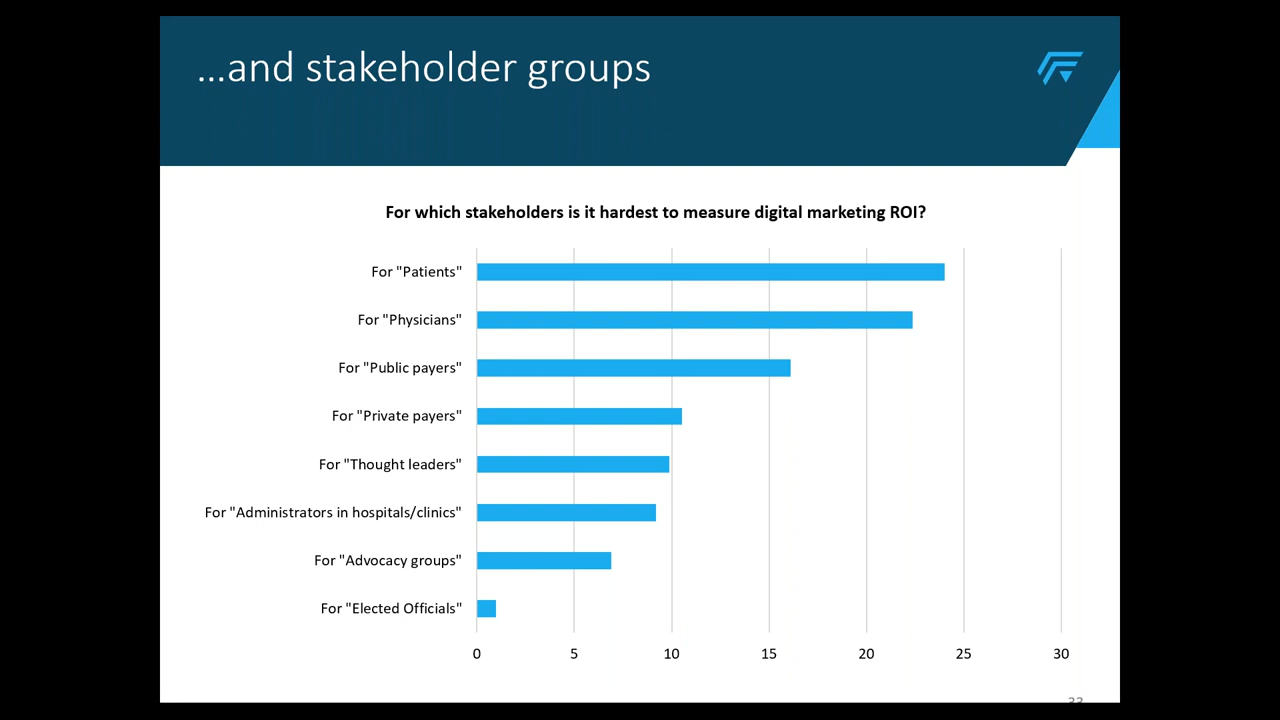 ...and stakeholder groups
For which stakeholders is it hardest to measure digital marketing ROI?
For "Patients"
For "Physicians"
For "Public payers"
For "Private payers"
For "Thought leaders"
For "Administrators in hospitals/clinics"
For "Advocacy groups"
For "Elected Officials"
0 5 10 15 20 25 30